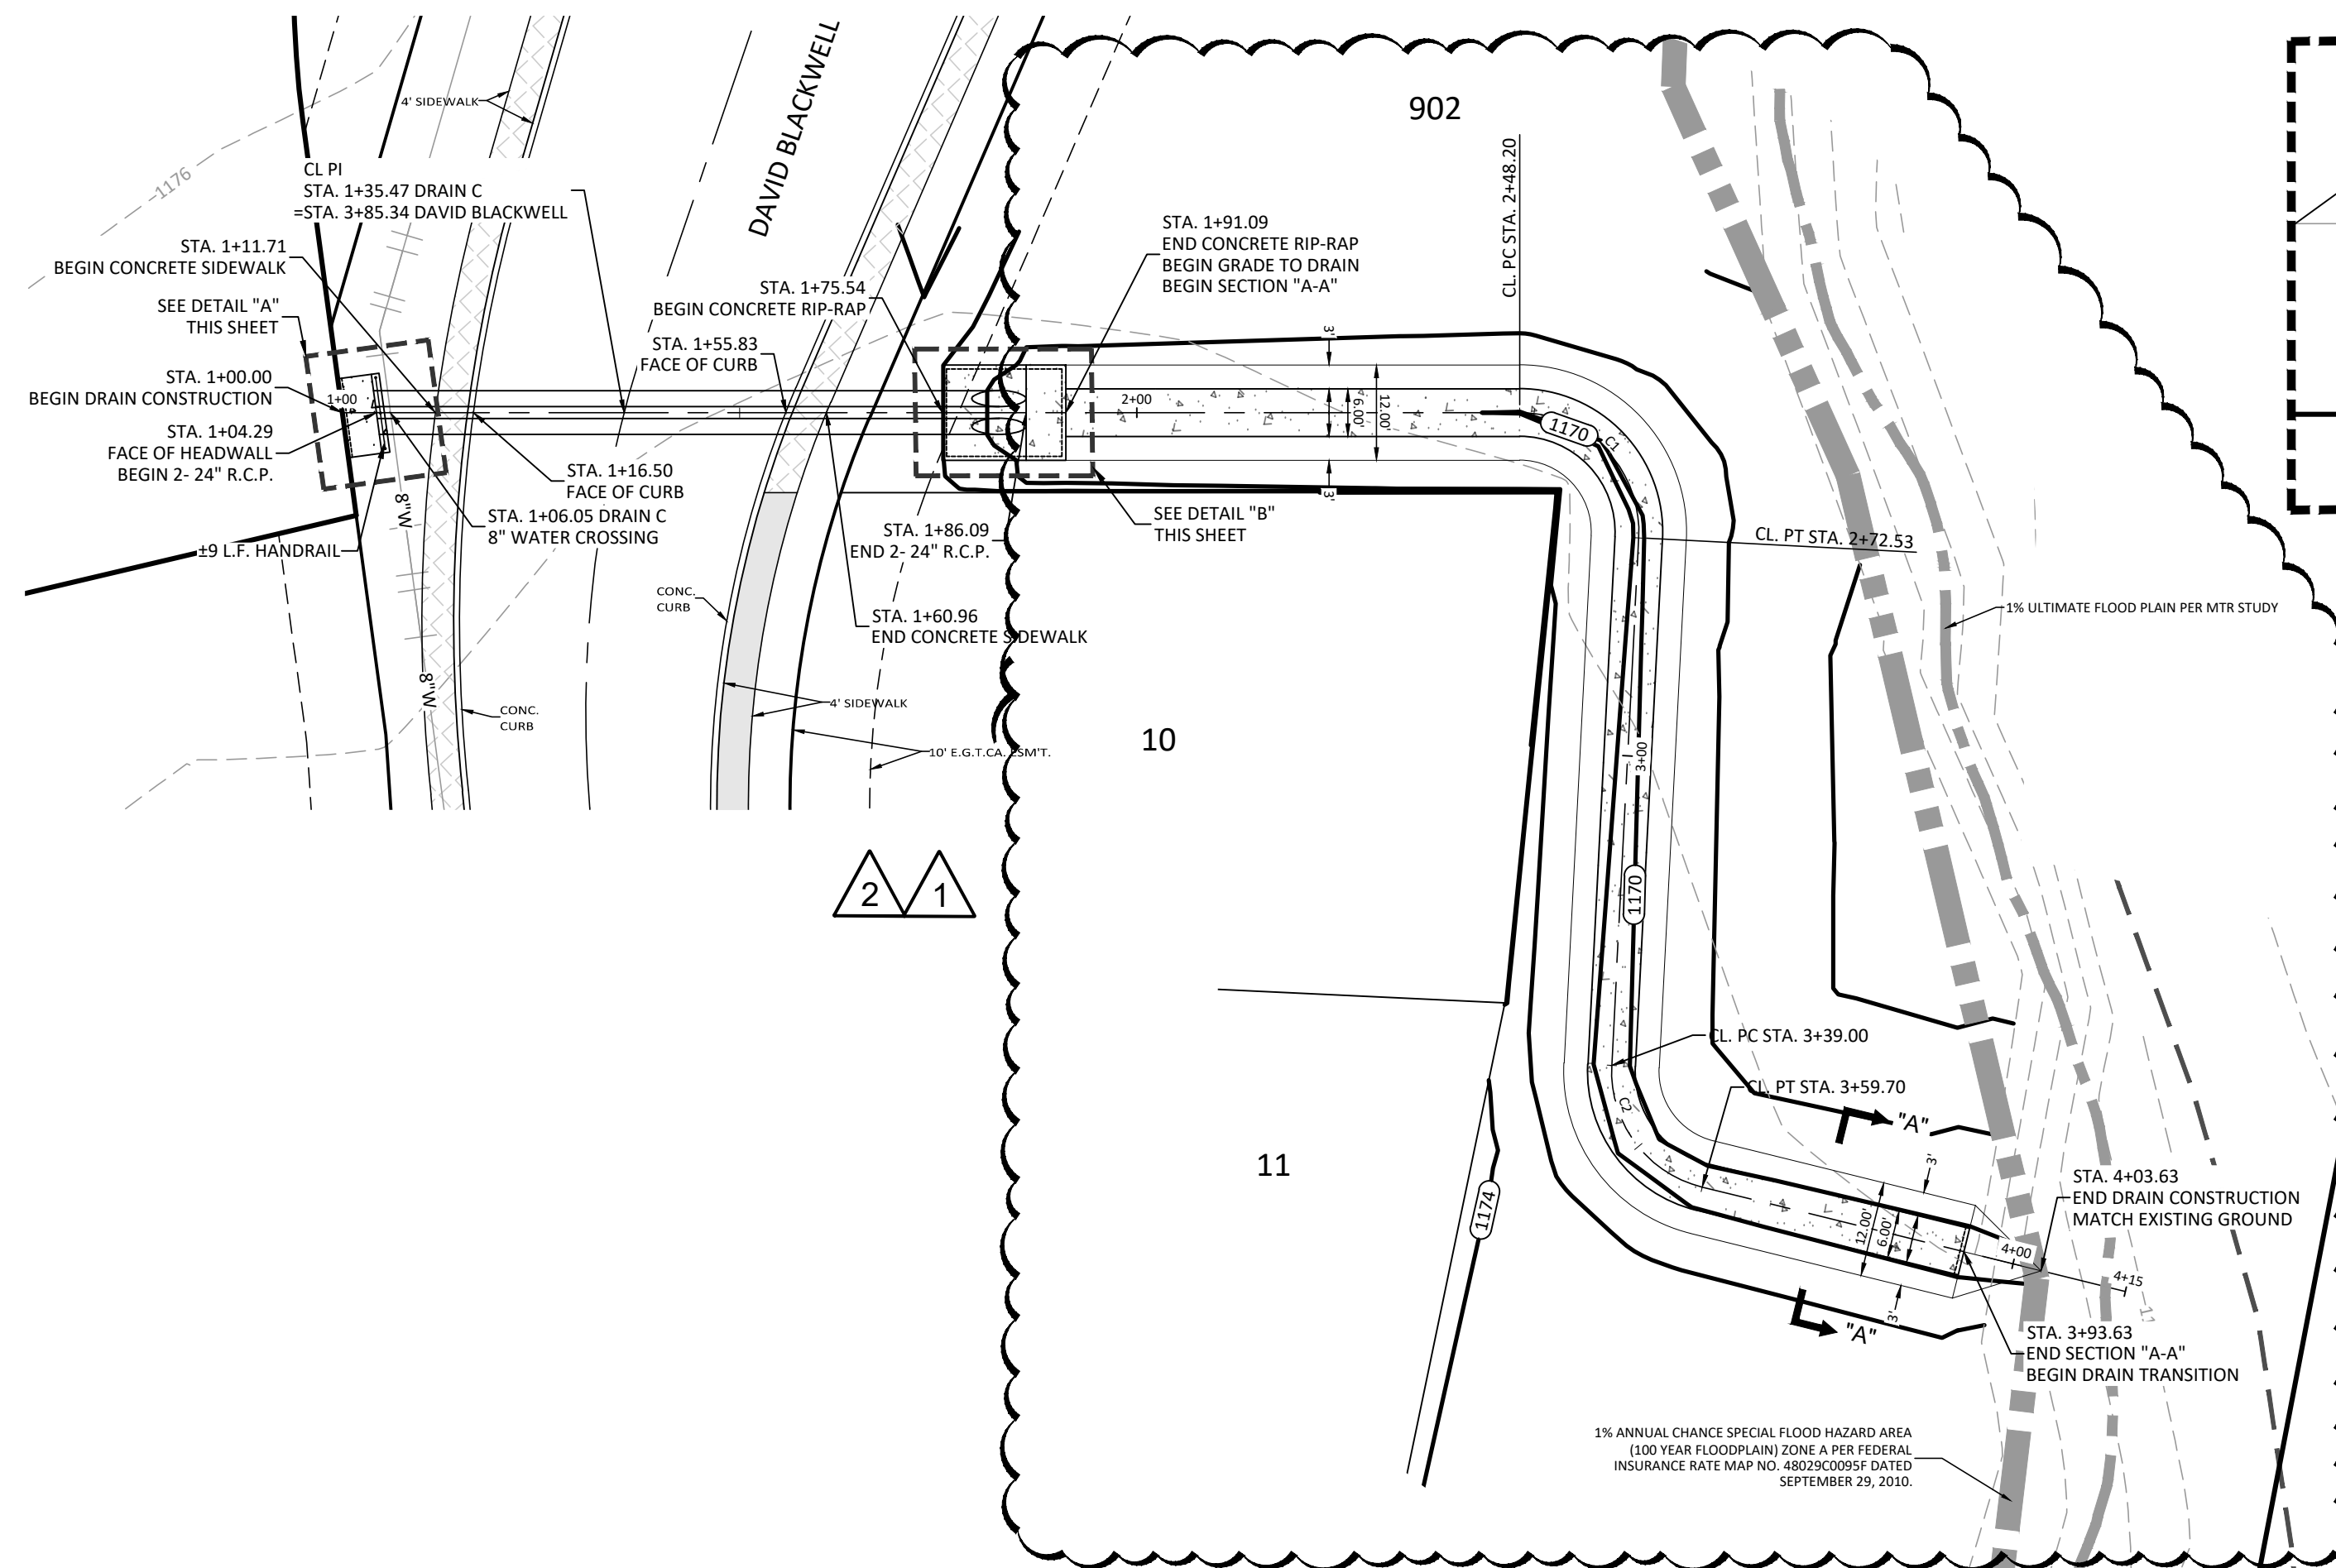 902
4' SIDEWALK
DAVID BLACKWELL
1176
CL PI
STA. 1+35.47 DRAIN C
=STA. 3+85.34 DAVID BLACKWELL
CL. PC STA. 2+48.20
STA. 1+11.71
BEGIN CONCRETE SIDEWALK
STA. 1+91.09
END CONCRETE RIP-RAP
BEGIN GRADE TO DRAIN
BEGIN SECTION "A-A"
SEE DETAIL "A"
THIS SHEET
STA. 1+75.54
BEGIN CONCRETE RIP-RAP
STA. 1+55.83
FACE OF CURB
3'
STA. 1+00.00
BEGIN DRAIN CONSTRUCTION
1+00
2+00
6.00'
12.00'
1170
C1
STA. 1+04.29
FACE OF HEADWALL
BEGIN 2- 24" R.C.P.
STA. 1+16.50
FACE OF CURB
8"W
STA. 1+06.05 DRAIN C
8" WATER CROSSING
3'
SEE DETAIL "B"
THIS SHEET
±9 L.F. HANDRAIL
STA. 1+86.09
END 2- 24" R.C.P.
CL. PT STA. 2+72.53
CONC.
CURB
STA. 1+60.96
END CONCRETE SIDEWALK
1% ULTIMATE FLOOD PLAIN PER MTR STUDY
8"W
CONC.
CURB
4' SIDEWALK
10' E.G.T.CA. ESM'T.
10
3+00
2
1
1170
CL. PC STA. 3+39.00
CL. PT STA. 3+59.70
C2
"A"
11
1174
3'
STA. 4+03.63
END DRAIN CONSTRUCTION
MATCH EXISTING GROUND
12.00'
6.00'
4+00
4+15
3'
11
"A"
STA. 3+93.63
END SECTION "A-A"
BEGIN DRAIN TRANSITION
1% ANNUAL CHANCE SPECIAL FLOOD HAZARD AREA
(100 YEAR FLOODPLAIN) ZONE A PER FEDERAL
INSURANCE RATE MAP NO. 48029C0095F DATED
SEPTEMBER 29, 2010.